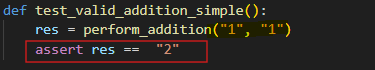 def test_valid_addition_simple():
    res = perform_addition("1", "1")
    assert res ==  "2"